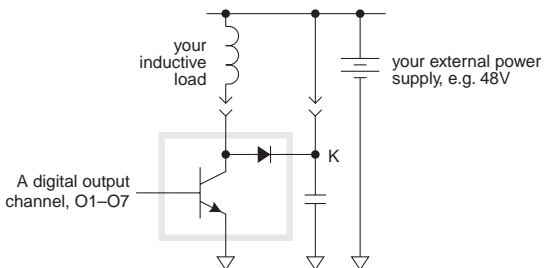 your
inductive
load
your external power
supply, e.g. 48V
K
A digital output
channel, O1–O7